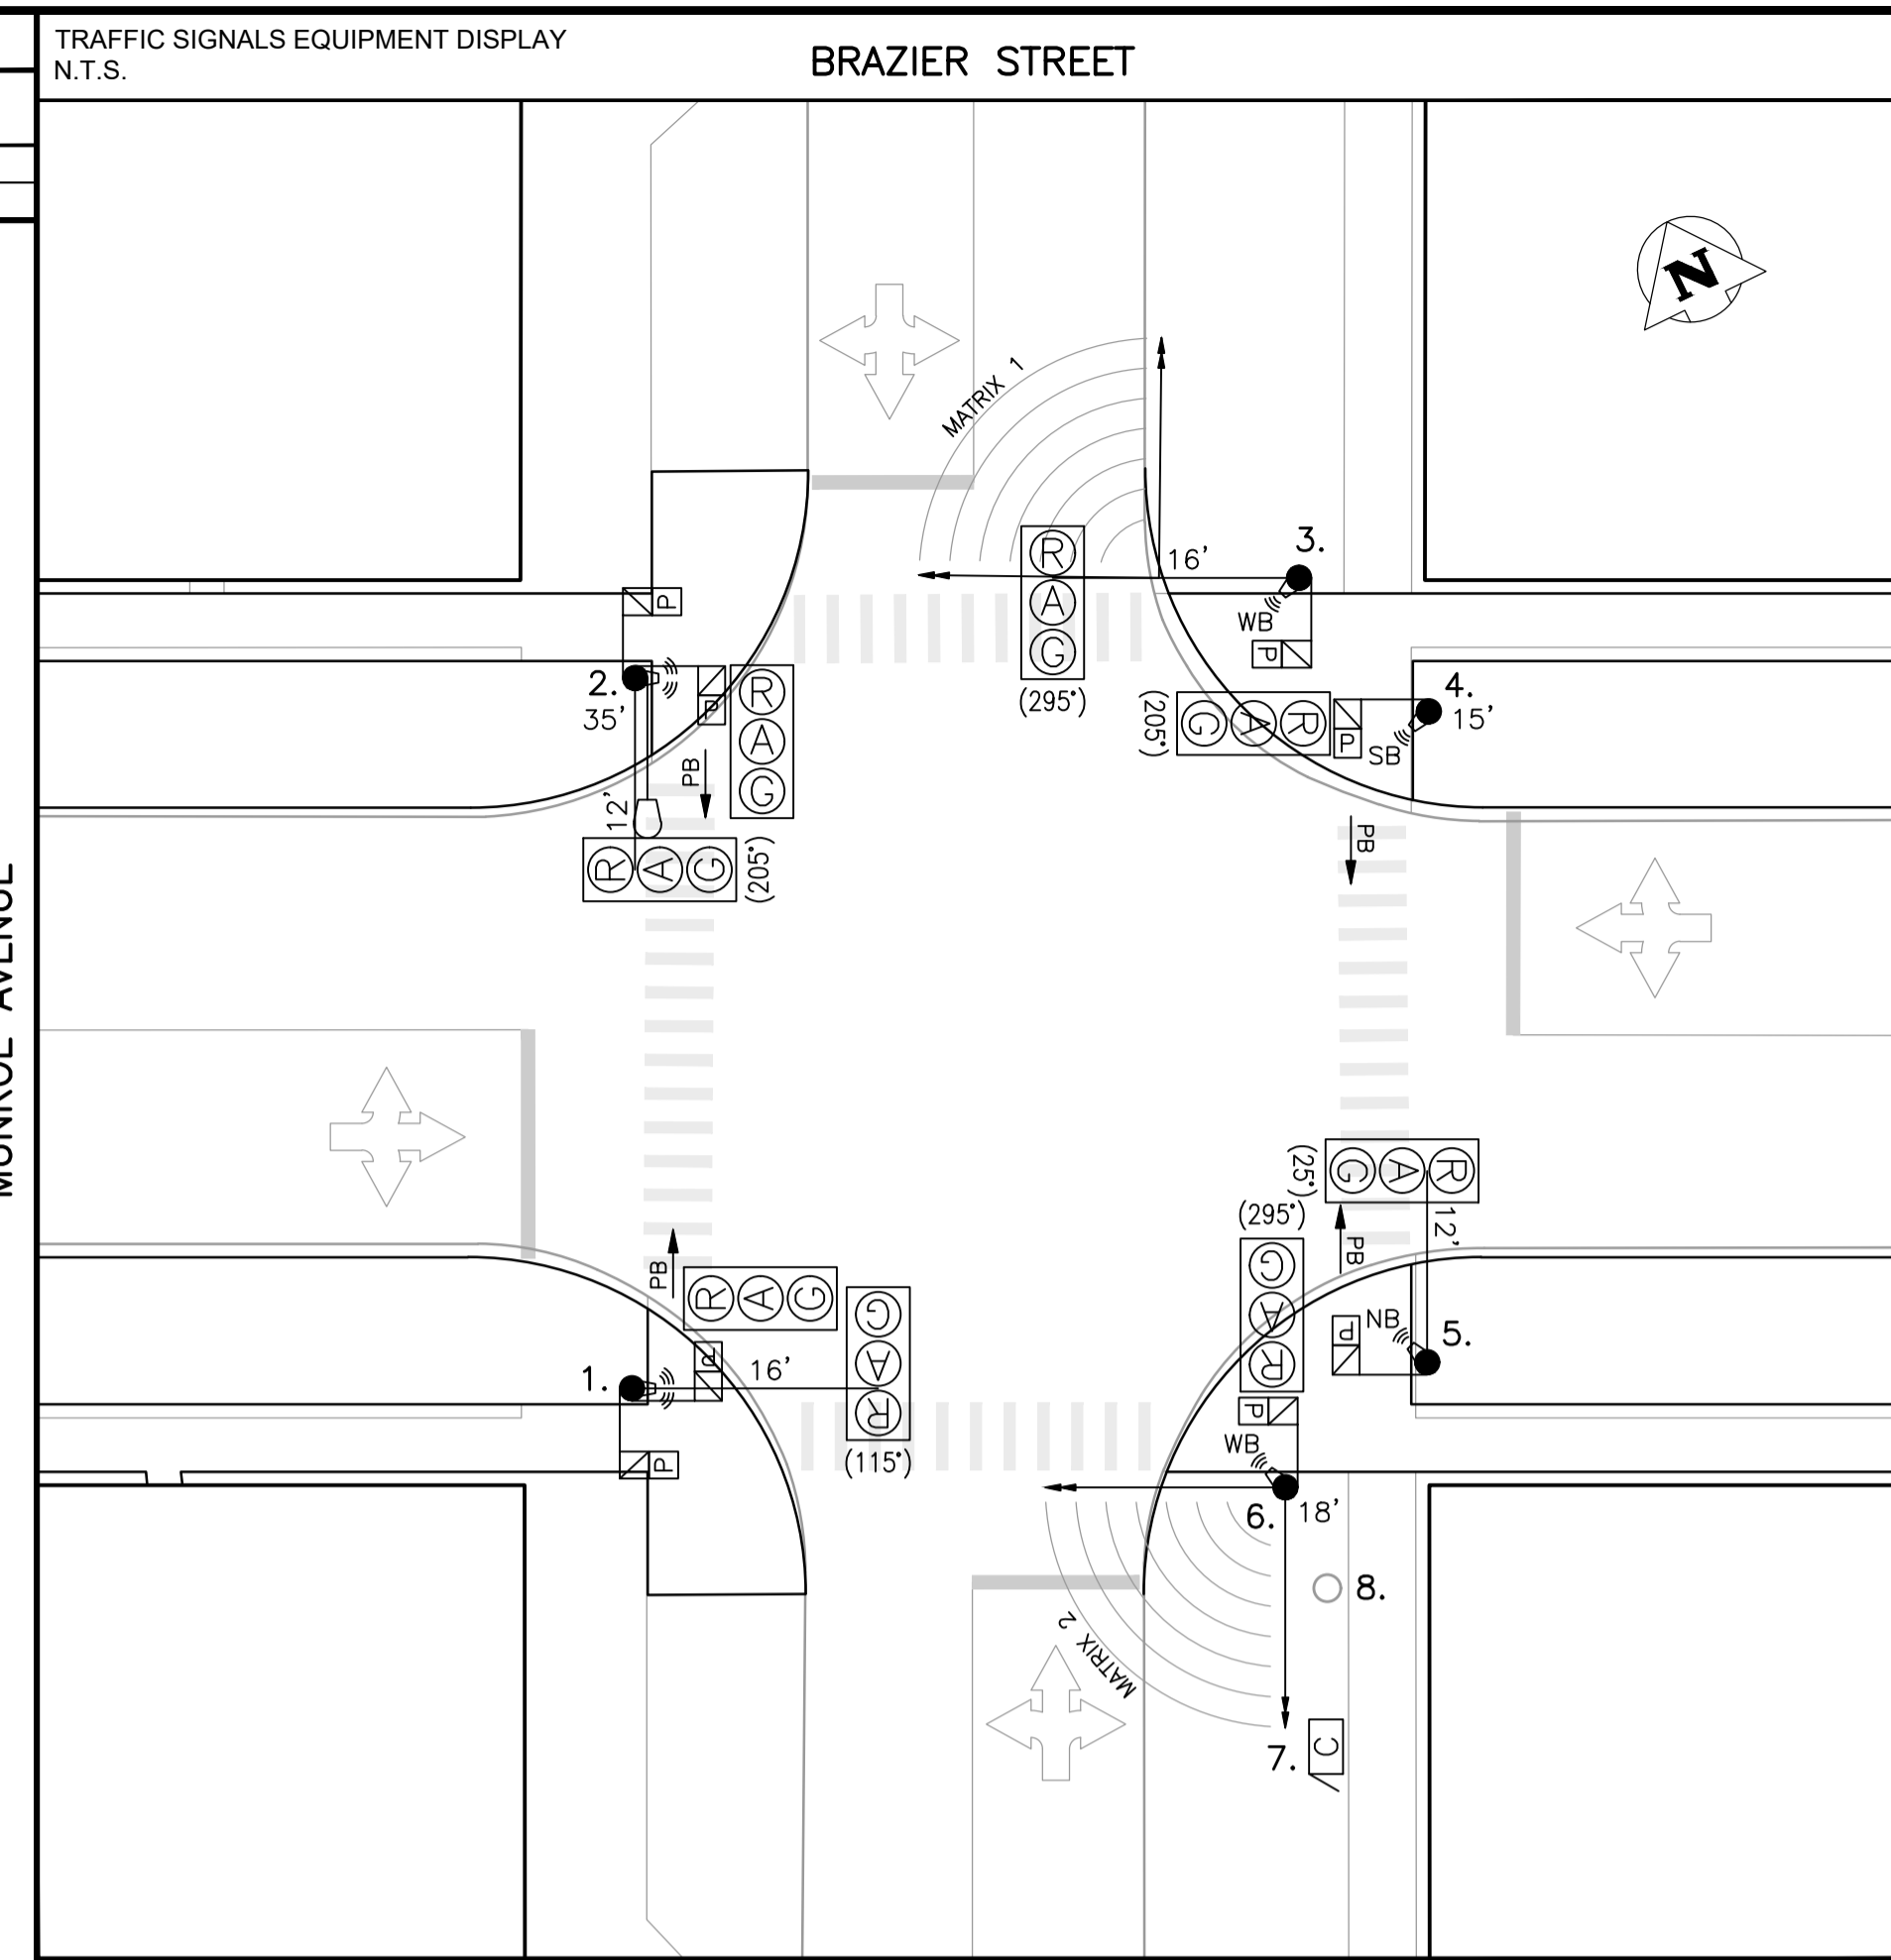 TRAFFIC SIGNALS EQUIPMENT DISPLAY
N.T.S.
BRAZIER STREET
N
MATRIX 1
R
A
G
(295°)
16'
3.
WB
P
P
2.
35'
P
R
A
G
PB
12'
R A G
(205°)
(205°)
G A R
P
SB
4.
15'
PB
MONROE AVENUE
(25°)
G A R
12'
PB
(295°)
G
A
R
P
NB
5.
PB
R A G
P
1.
16'
G
A
R
(115°)
P
P
WB
6.
18'
8.
MATRIX 2
7.
C